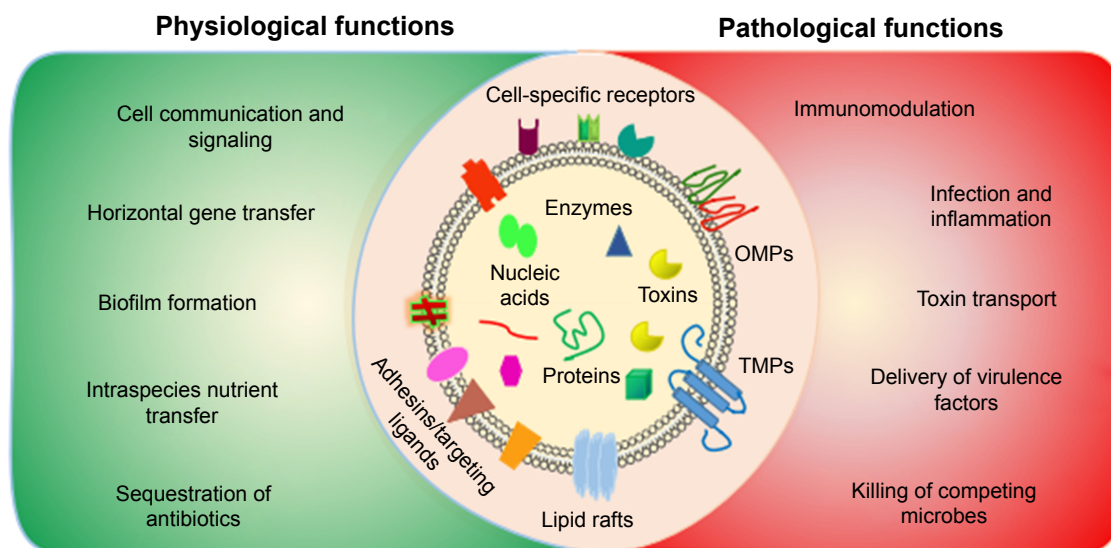 Physiological functions
Pathological functions
Cell communication and
signaling
Horizontal gene transfer
Biofilm formation
Intraspecies nutrient
transfer
Sequestration of
antibiotics
Cell-specific receptors
Enzymes
Nucleic
acids
Toxins
Proteins
OMPs
TMPs
Adhesins/targeting
ligands
Lipid rafts
Immunomodulation
Infection and
inflammation
Toxin transport
Delivery of virulence
factors
Killing of competing
microbes